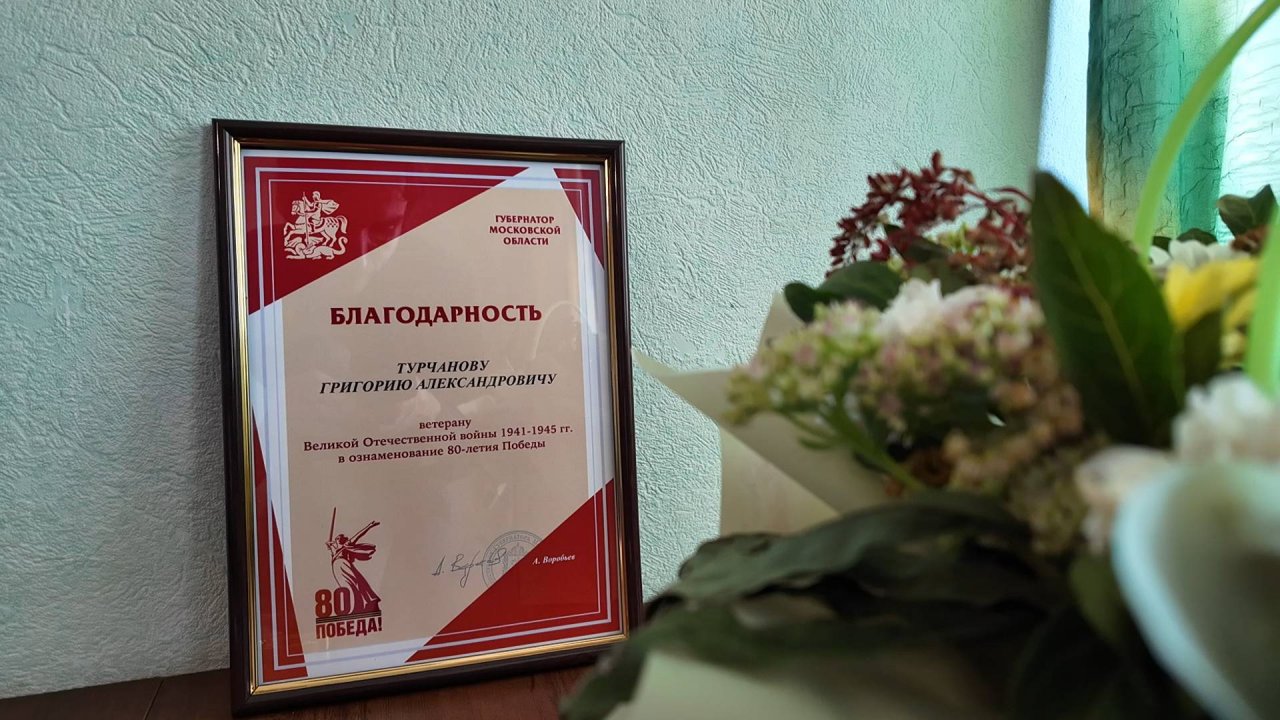 ГУБЕРНАТОР
МОСКОВСКОЙ
ОБЛАСТИ
БЛАГОДАРНОСТЬ
ТУРЧАНОВУ
ГРИГОРИЮ АЛЕКСАНДРОВИЧУ
ветерану
Великой Отечественной войны 1941-1945 гг.
в ознаменование 80-летия Победы
А. Воробьев
80
ПОБЕДА!